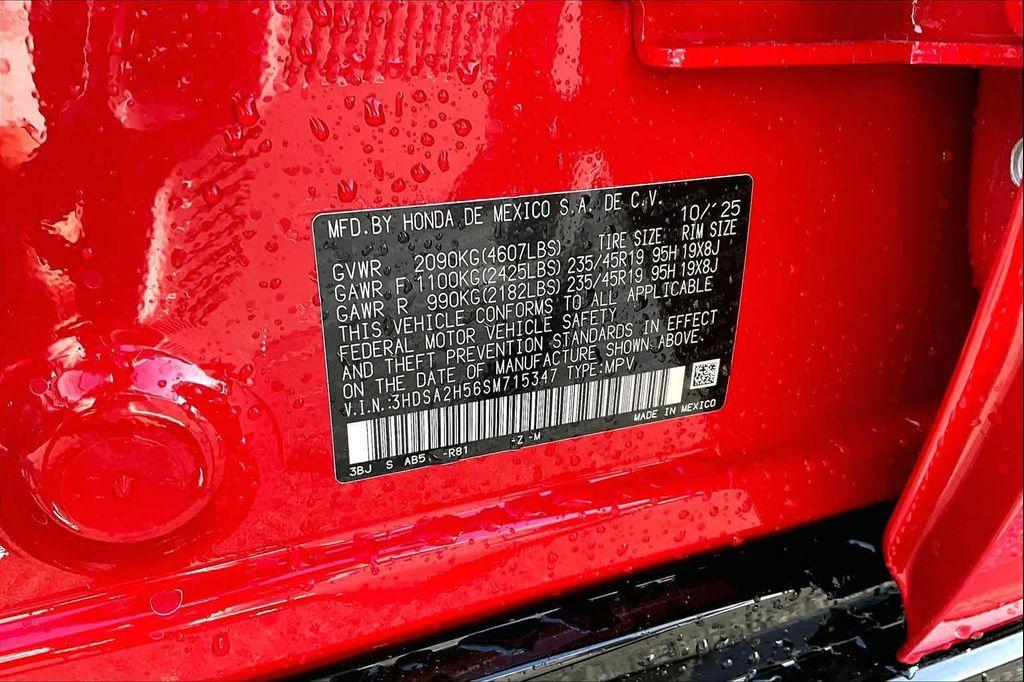 MFD.BY HONDA DE MEXICO S.A. DE C.V. 10/'25
GVWR 2090KG(4607LBS) TIRE SIZE RIM SIZE
GAWR F 1100KG(2425LBS) 235/45R19 95H 19X8J
GAWR R 990KG(2182LBS) 235/45R19 95H 19X8J
THIS VEHICLE CONFORMS TO ALL APPLICABLE
FEDERAL MOTOR VEHICLE SAFETY
AND THEFT PREVENTION STANDARDS IN EFFECT
ON THE DATE OF MANUFACTURE SHOWN ABOVE.
V.I.N.:3HDSA2H56SM715347 TYPE:MPV
MADE IN MEXICO
3BJ S AB5 -R81 -Z -M